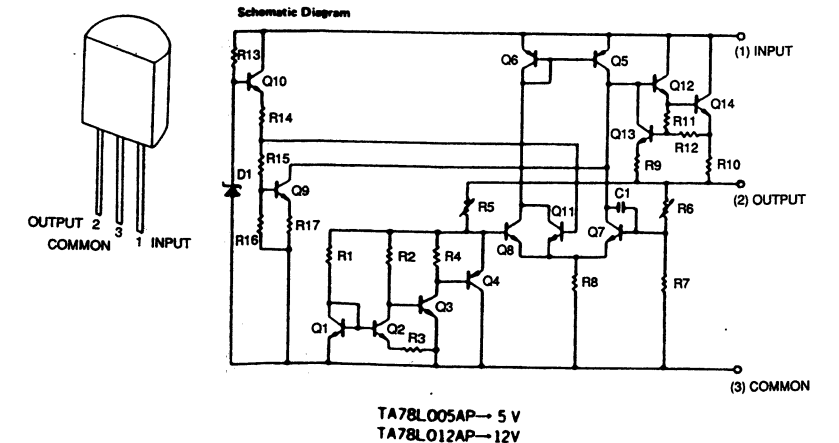 Schematic Diagram
(1) INPUT
R13
Q10
Q6
Q5
Q12
Q14
R14
R11
Q13
R12
R15
R9
R10
D1
Q9
(2) OUTPUT
OUTPUT 2
COMMON 3
1 INPUT
R16
R17
R5
Q11
C1
R6
Q8
Q7
R1
R2
R4
Q4
R8
R7
Q3
Q1
Q2
R3
(3) COMMON
TA78L005AP→ 5 V
TA78L012AP→ 12V